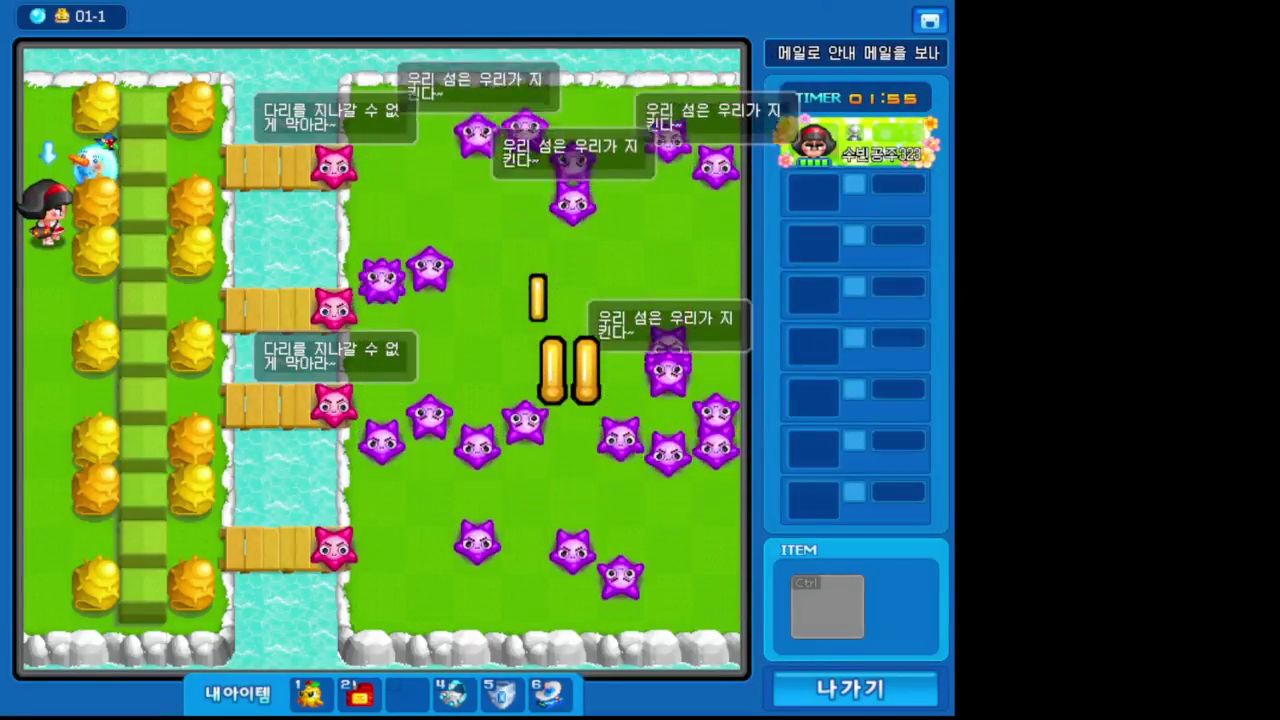 01-1
메일로 안내 메일을 보나
TIMER 01:55
우리 섬은 우리가 지
킨다~
다리를 지나갈 수 없
게 막아라~
우리 섬은 우리가 지
킨다~
우리 섬은 우리가 지
킨다~
수빈공주023
우리 섬은 우리가 지
킨다~
다리를 지나갈 수 없
게 막아라~
ITEM
Ctrl
내아이템
1
2
4
5
6
나가기